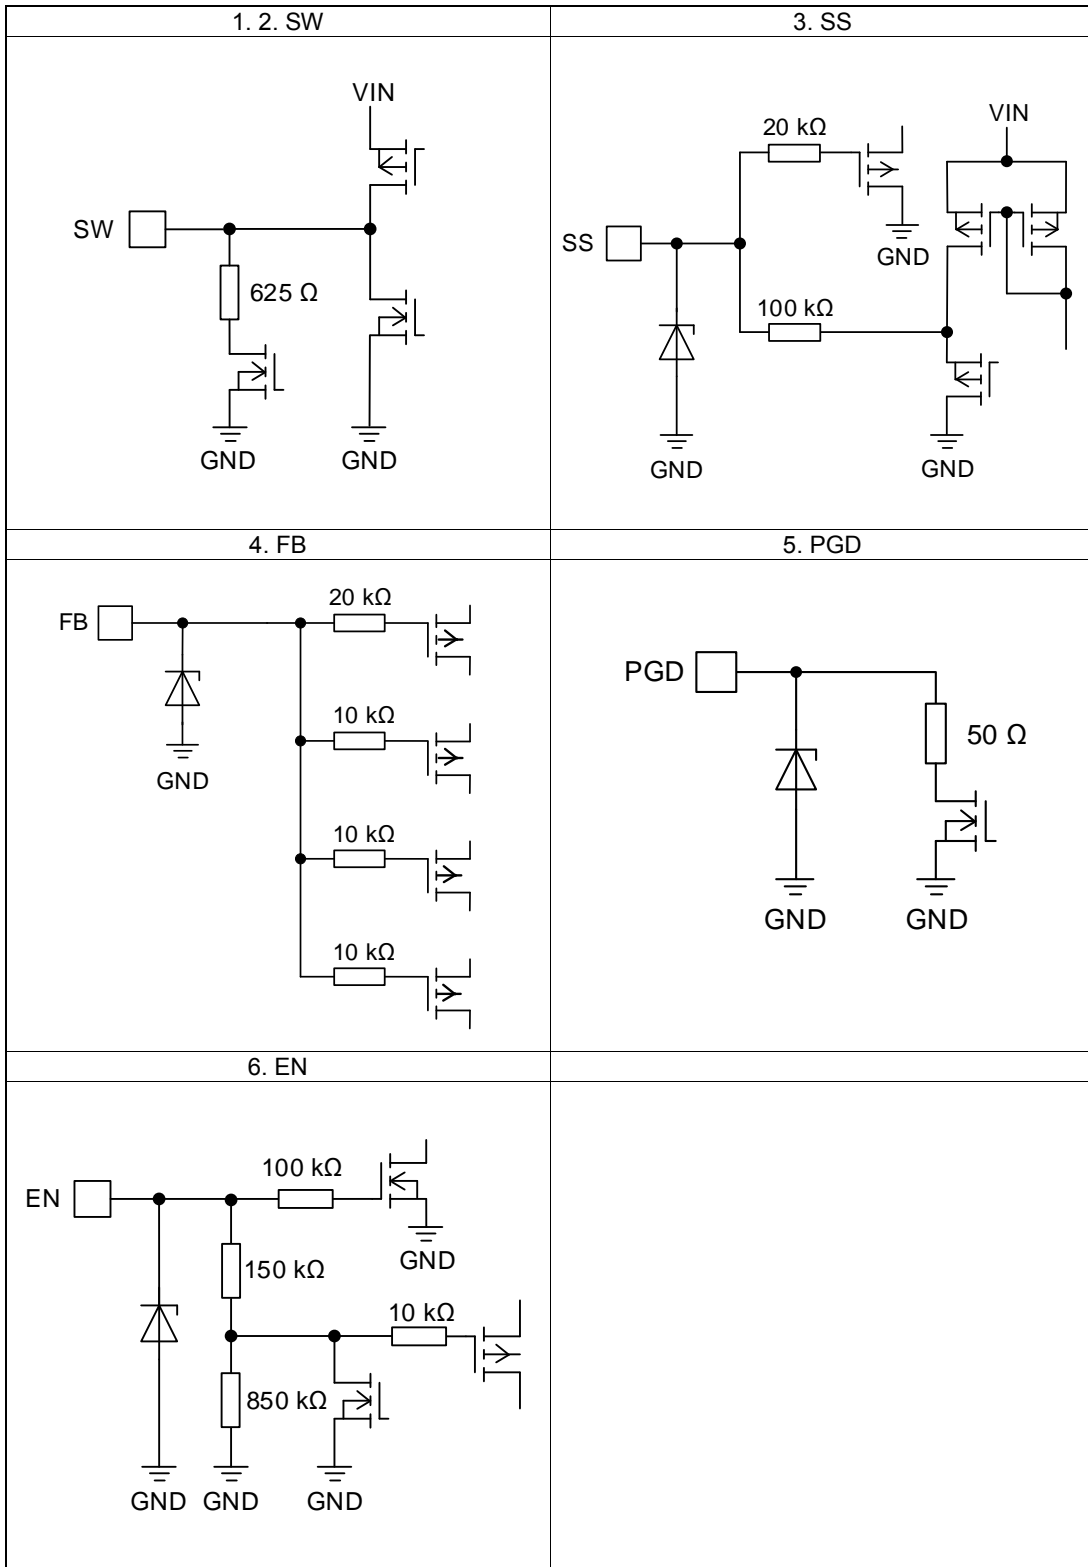 1. 2. SW
3. SS
VIN
SW
625 Ω
GND
GND
20 kΩ
VIN
SS
GND
100 kΩ
GND
GND
4. FB
5. PGD
20 kΩ
FB
10 kΩ
GND
10 kΩ
10 kΩ
PGD
50 Ω
GND
GND
6. EN
100 kΩ
EN
GND
150 kΩ
10 kΩ
850 kΩ
GND
GND
GND